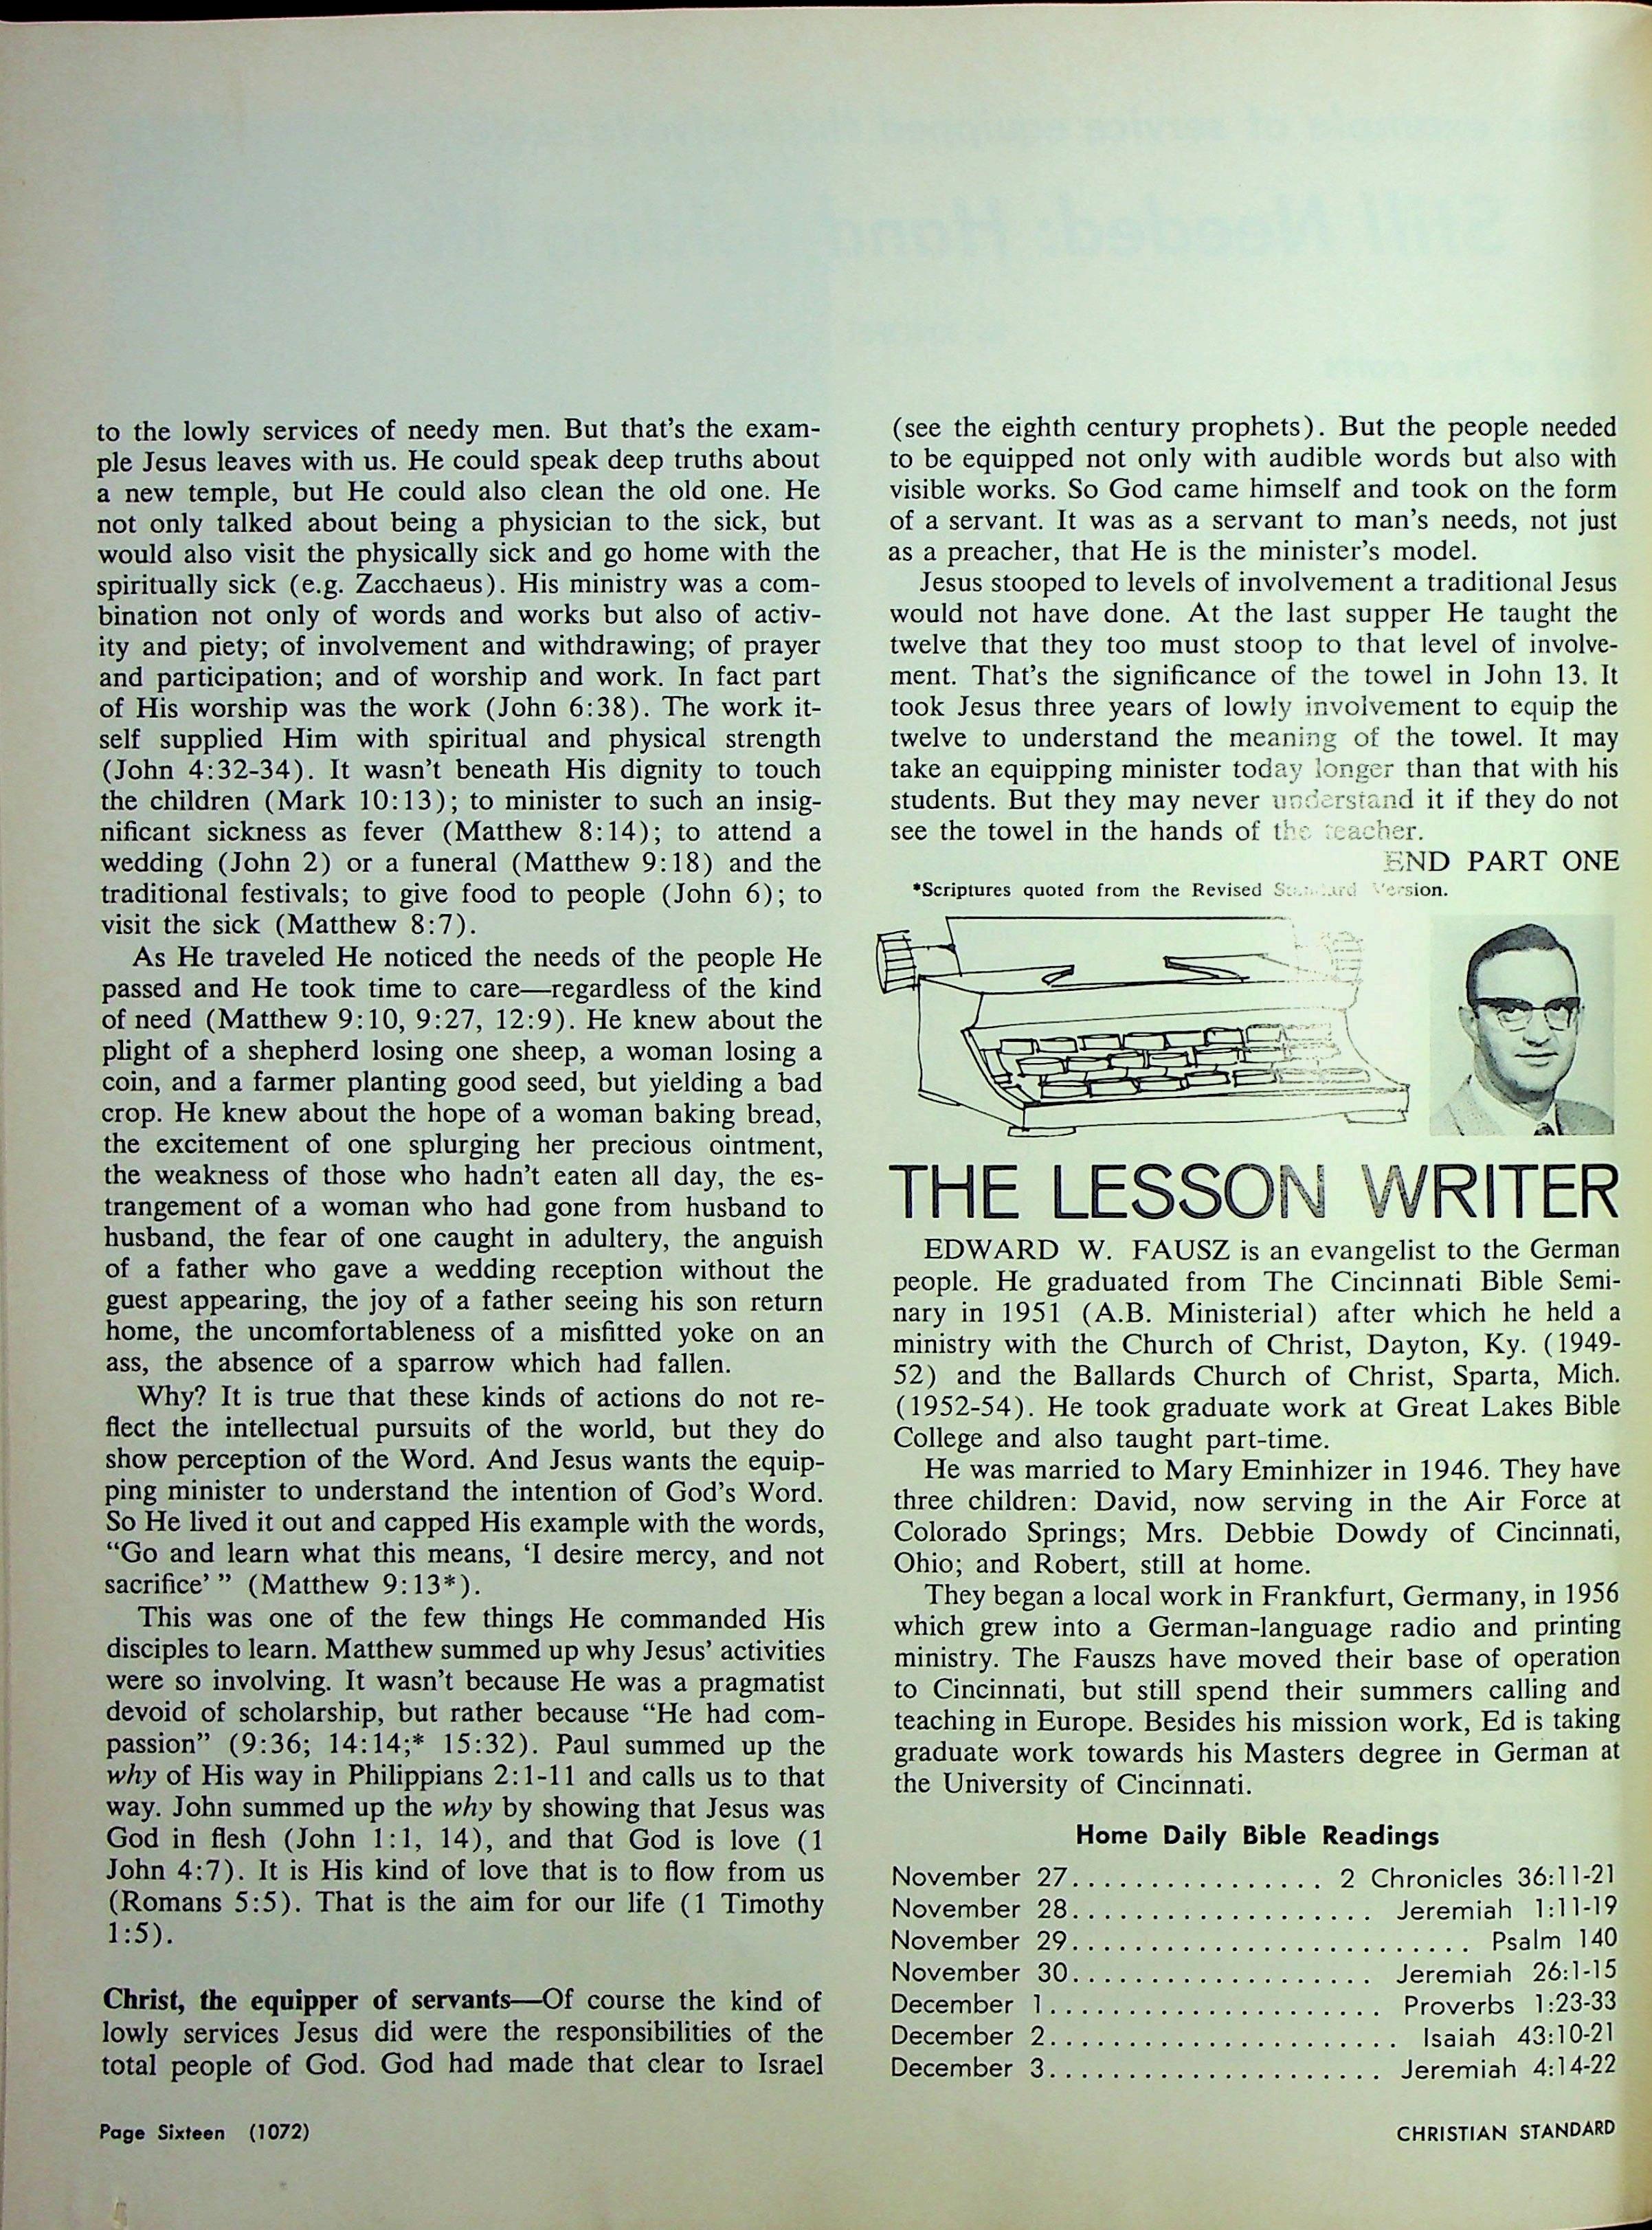 to the lowly services of needy men. But that's the exam-
ple Jesus leaves with us. He could speak deep truths about
a new temple, but He could also clean the old one. He
not only talked about being a physician to the sick, but
would also visit the physically sick and go home with the
spiritually sick (e.g. Zacchaeus). His ministry was a com-
bination not only of words and works but also of activ-
ity and piety; of involvement and withdrawing; of prayer
and participation; and of worship and work. In fact part
of His worship was the work (John 6:38). The work it-
self supplied Him with spiritual and physical strength
(John 4:32-34). It wasn't beneath His dignity to touch
the children (Mark 10:13); to minister to such an insig-
nificant sickness as fever (Matthew 8:14); to attend a
wedding (John 2) or a funeral (Matthew 9:18) and the
traditional festivals; to give food to people (John 6); to
visit the sick (Matthew 8:7).
As He traveled He noticed the needs of the people He
passed and He took time to care—regardless of the kind
of need (Matthew 9:10, 9:27, 12:9). He knew about the
plight of a shepherd losing one sheep, a woman losing a
coin, and a farmer planting good seed, but yielding a bad
crop. He knew about the hope of a woman baking bread,
the excitement of one splurging her precious ointment,
the weakness of those who hadn't eaten all day, the es-
trangement of a woman who had gone from husband to
husband, the fear of one caught in adultery, the anguish
of a father who gave a wedding reception without the
guest appearing, the joy of a father seeing his son return
home, the uncomfortableness of a misfitted yoke on an
ass, the absence of a sparrow which had fallen.
Why? It is true that these kinds of actions do not re-
flect the intellectual pursuits of the world, but they do
show perception of the Word. And Jesus wants the equip-
ping minister to understand the intention of God's Word.
So He lived it out and capped His example with the words,
“Go and learn what this means, ‘I desire mercy, and not
sacrifice’ ” (Matthew 9:13*).
This was one of the few things He commanded His
disciples to learn. Matthew summed up why Jesus' activities
were so involving. It wasn't because He was a pragmatist
devoid of scholarship, but rather because “He had com-
passion” (9:36; 14:14;* 15:32). Paul summed up the
why of His way in Philippians 2:1-11 and calls us to that
way. John summed up the why by showing that Jesus was
God in flesh (John 1:1, 14), and that God is love (1
John 4:7). It is His kind of love that is to flow from us
(Romans 5:5). That is the aim for our life (1 Timothy
1:5).
Christ, the equipper of servants—Of course the kind of
lowly services Jesus did were the responsibilities of the
total people of God. God had made that clear to Israel
(see the eighth century prophets). But the people needed
to be equipped not only with audible words but also with
visible works. So God came himself and took on the form
of a servant. It was as a servant to man's needs, not just
as a preacher, that He is the minister's model.
Jesus stooped to levels of involvement a traditional Jesus
would not have done. At the last supper He taught the
twelve that they too must stoop to that level of involve-
ment. That's the significance of the towel in John 13. It
took Jesus three years of lowly involvement to equip the
twelve to understand the meaning of the towel. It may
take an equipping minister today longer than that with his
students. But they may never understand it if they do not
see the towel in the hands of the teacher.
END PART ONE
*Scriptures quoted from the Revised Standard Version.
THE LESSON WRITER
EDWARD W. FAUSZ is an evangelist to the German
people. He graduated from The Cincinnati Bible Semi-
nary in 1951 (A.B. Ministerial) after which he held a
ministry with the Church of Christ, Dayton, Ky. (1949-
52) and the Ballards Church of Christ, Sparta, Mich.
(1952-54). He took graduate work at Great Lakes Bible
College and also taught part-time.
He was married to Mary Eminhizer in 1946. They have
three children: David, now serving in the Air Force at
Colorado Springs; Mrs. Debbie Dowdy of Cincinnati,
Ohio; and Robert, still at home.
They began a local work in Frankfurt, Germany, in 1956
which grew into a German-language radio and printing
ministry. The Fauszs have moved their base of operation
to Cincinnati, but still spend their summers calling and
teaching in Europe. Besides his mission work, Ed is taking
graduate work towards his Masters degree in German at
the University of Cincinnati.
Home Daily Bible Readings
November 27................ 2 Chronicles 36:11-21
November 28................... Jeremiah 1:11-19
November 29......................... Psalm 140
November 30................... Jeremiah 26:1-15
December 1..................... Proverbs 1:23-33
December 2...................... Isaiah 43:10-21
December 3..................... Jeremiah 4:14-22
Page Sixteen (1072)
CHRISTIAN STANDARD